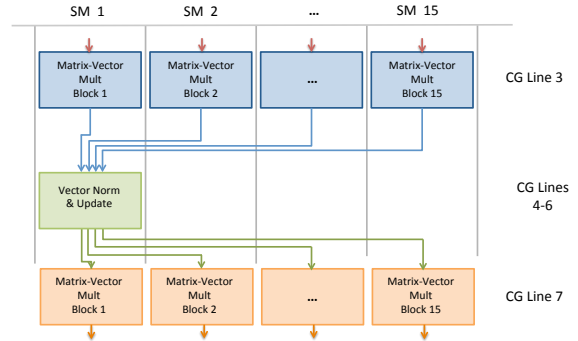 SM 1 SM 2 ... SM 15
Matrix-Vector Mult Block 1
Matrix-Vector Mult Block 2
...
Matrix-Vector Mult Block 15
CG Line 3
Vector Norm & Update
CG Lines 4-6
Matrix-Vector Mult Block 1
Matrix-Vector Mult Block 2
...
Matrix-Vector Mult Block 15
CG Line 7